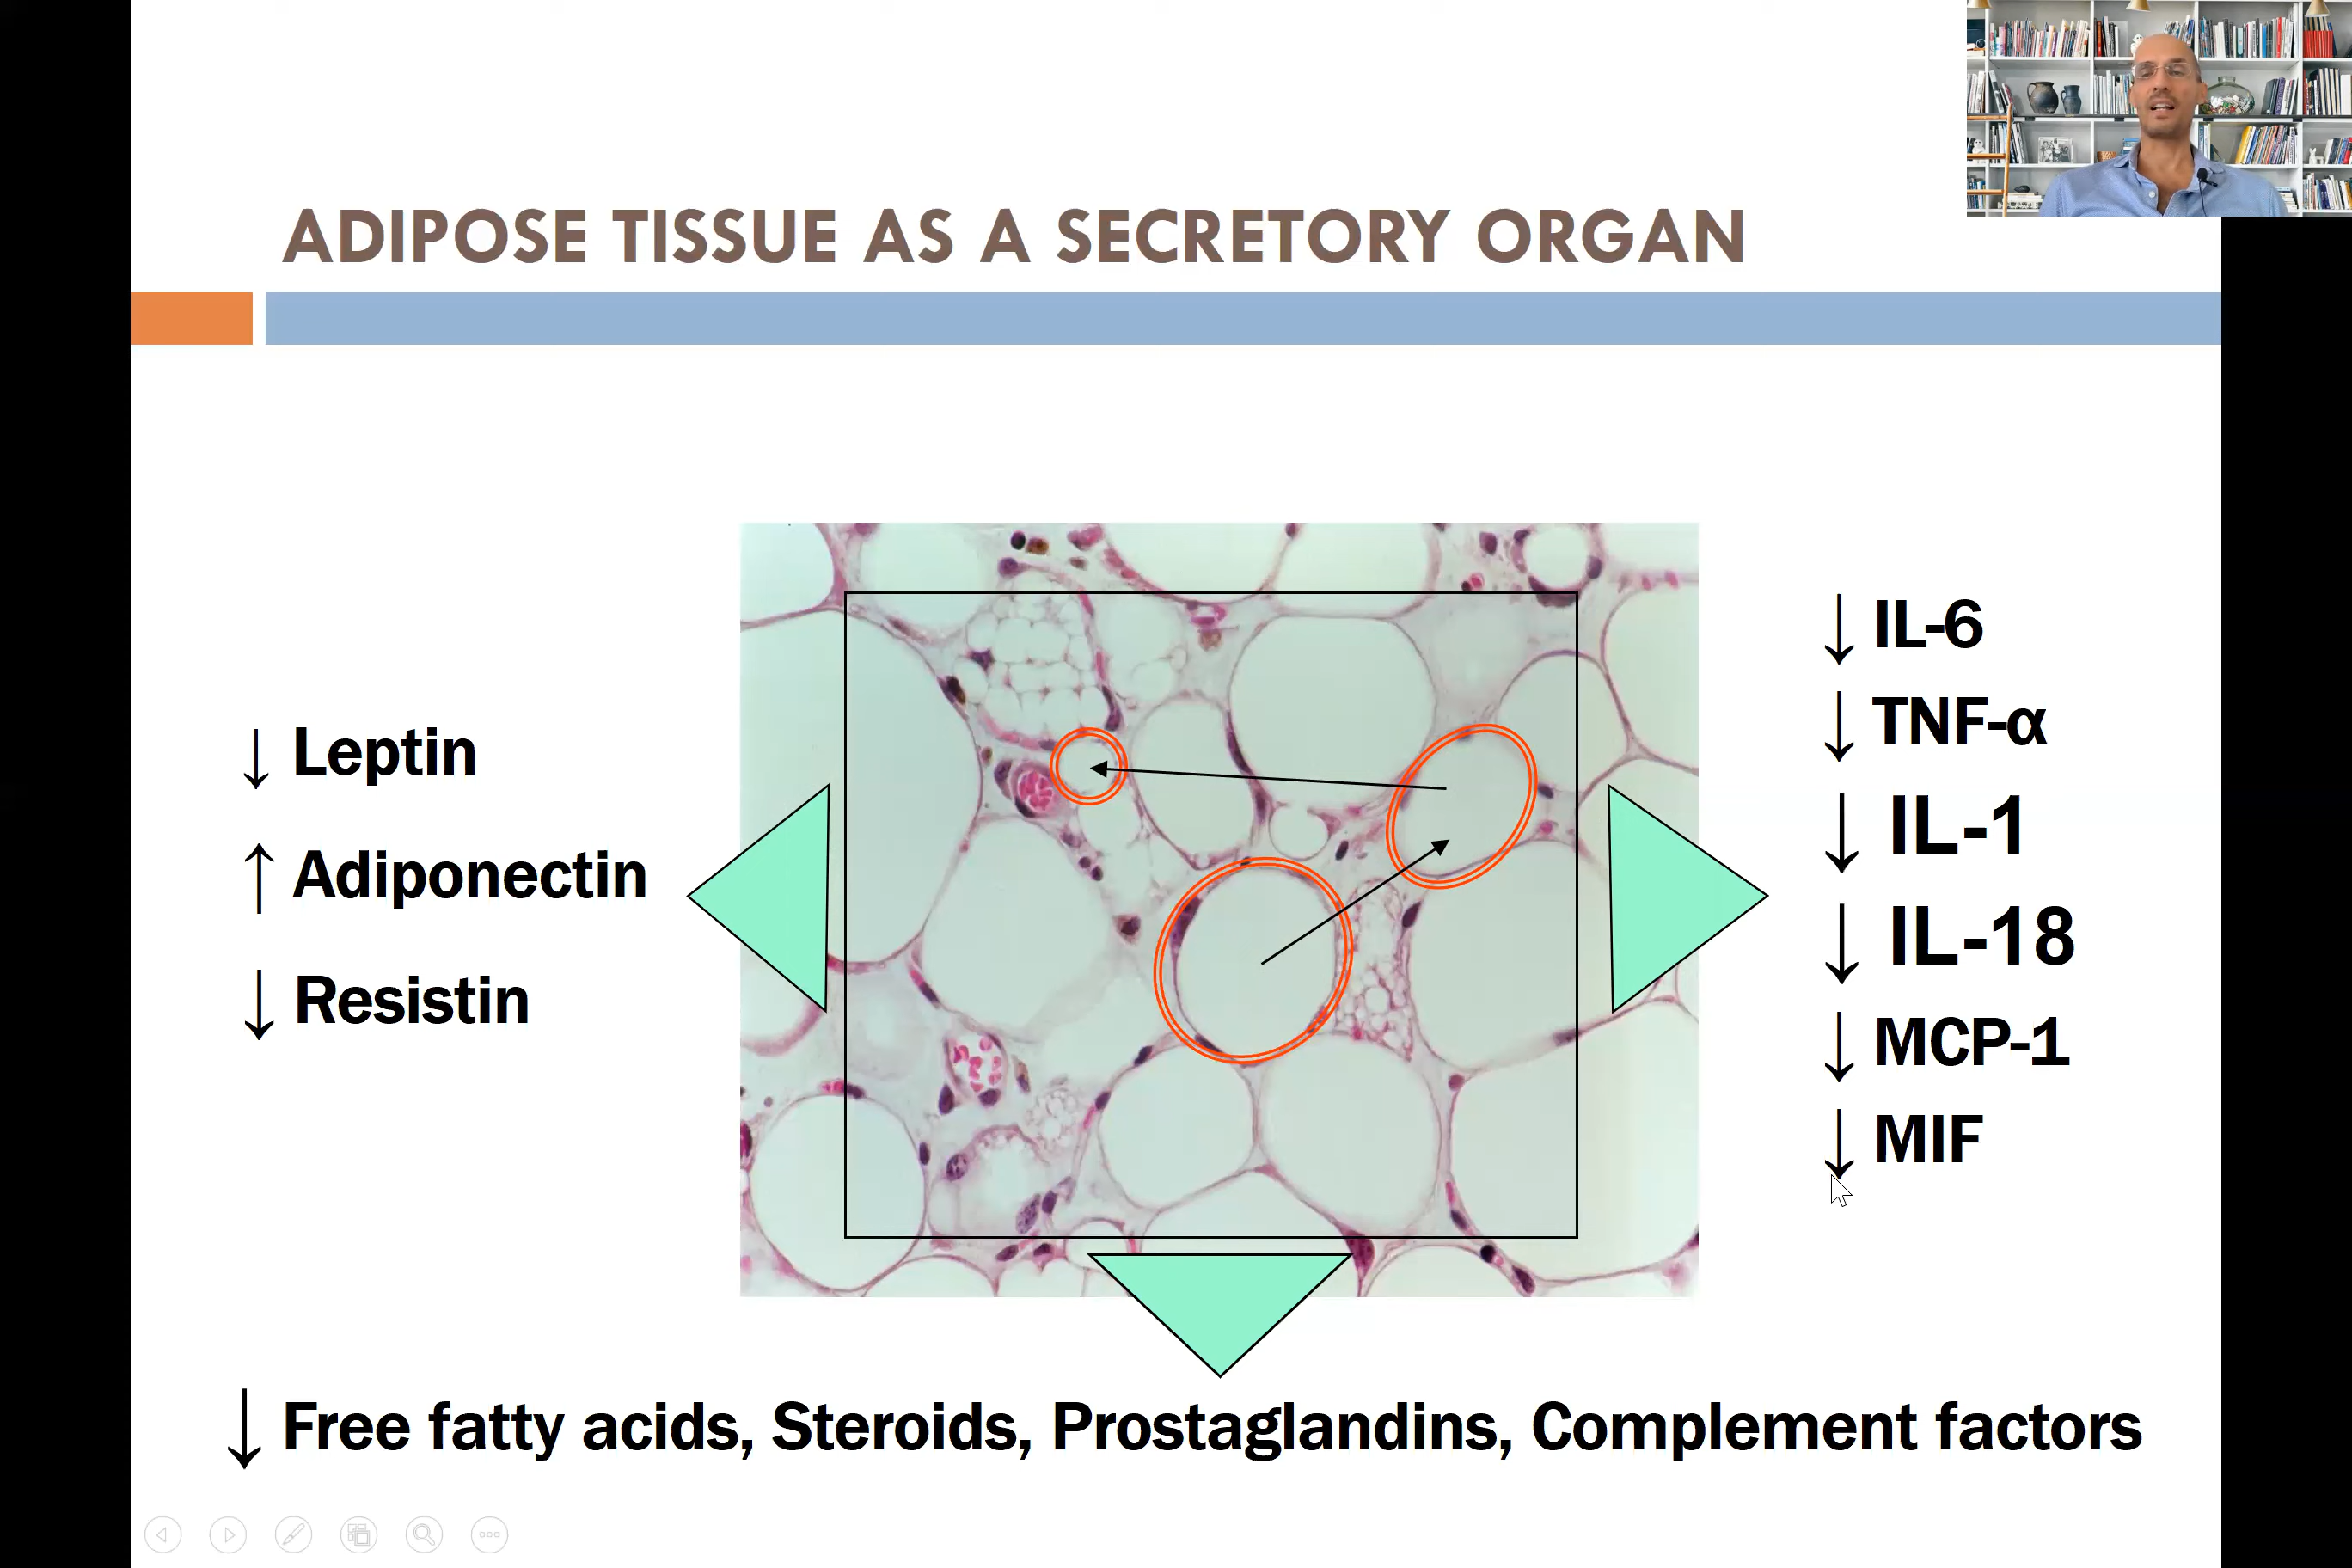 ADIPOSE TISSUE AS A SECRETORY ORGAN
↓ Leptin
↑ Adiponectin
↓ Resistin
↓ IL-6
↓ TNF-α
↓ IL-1
↓ IL-18
↓ MCP-1
↓ MIF
↓ Free fatty acids, Steroids, Prostaglandins, Complement factors